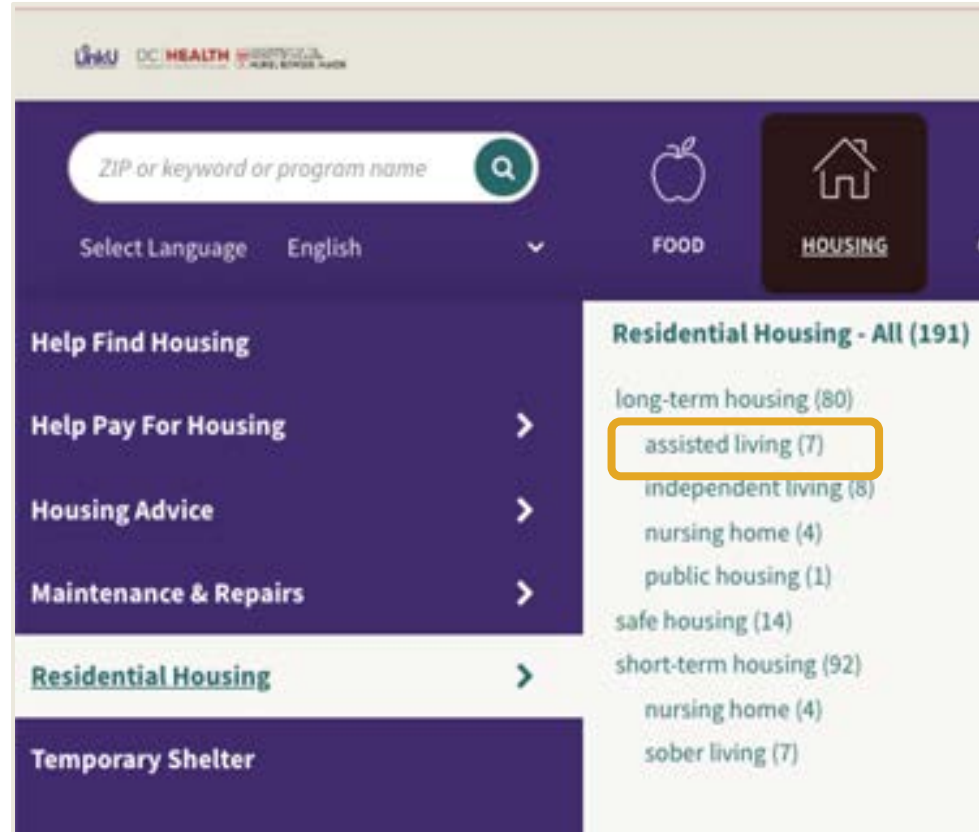 LinkU DC HEALTH
ZIP or keyword or program name
Select Language English
FOOD
HOUSING
Help Find Housing
Help Pay For Housing
Housing Advice
Maintenance & Repairs
Residential Housing
Temporary Shelter
Residential Housing - All (191)
long-term housing (80)
assisted living (7)
independent living (8)
nursing home (4)
public housing (1)
safe housing (14)
short-term housing (92)
nursing home (4)
sober living (7)